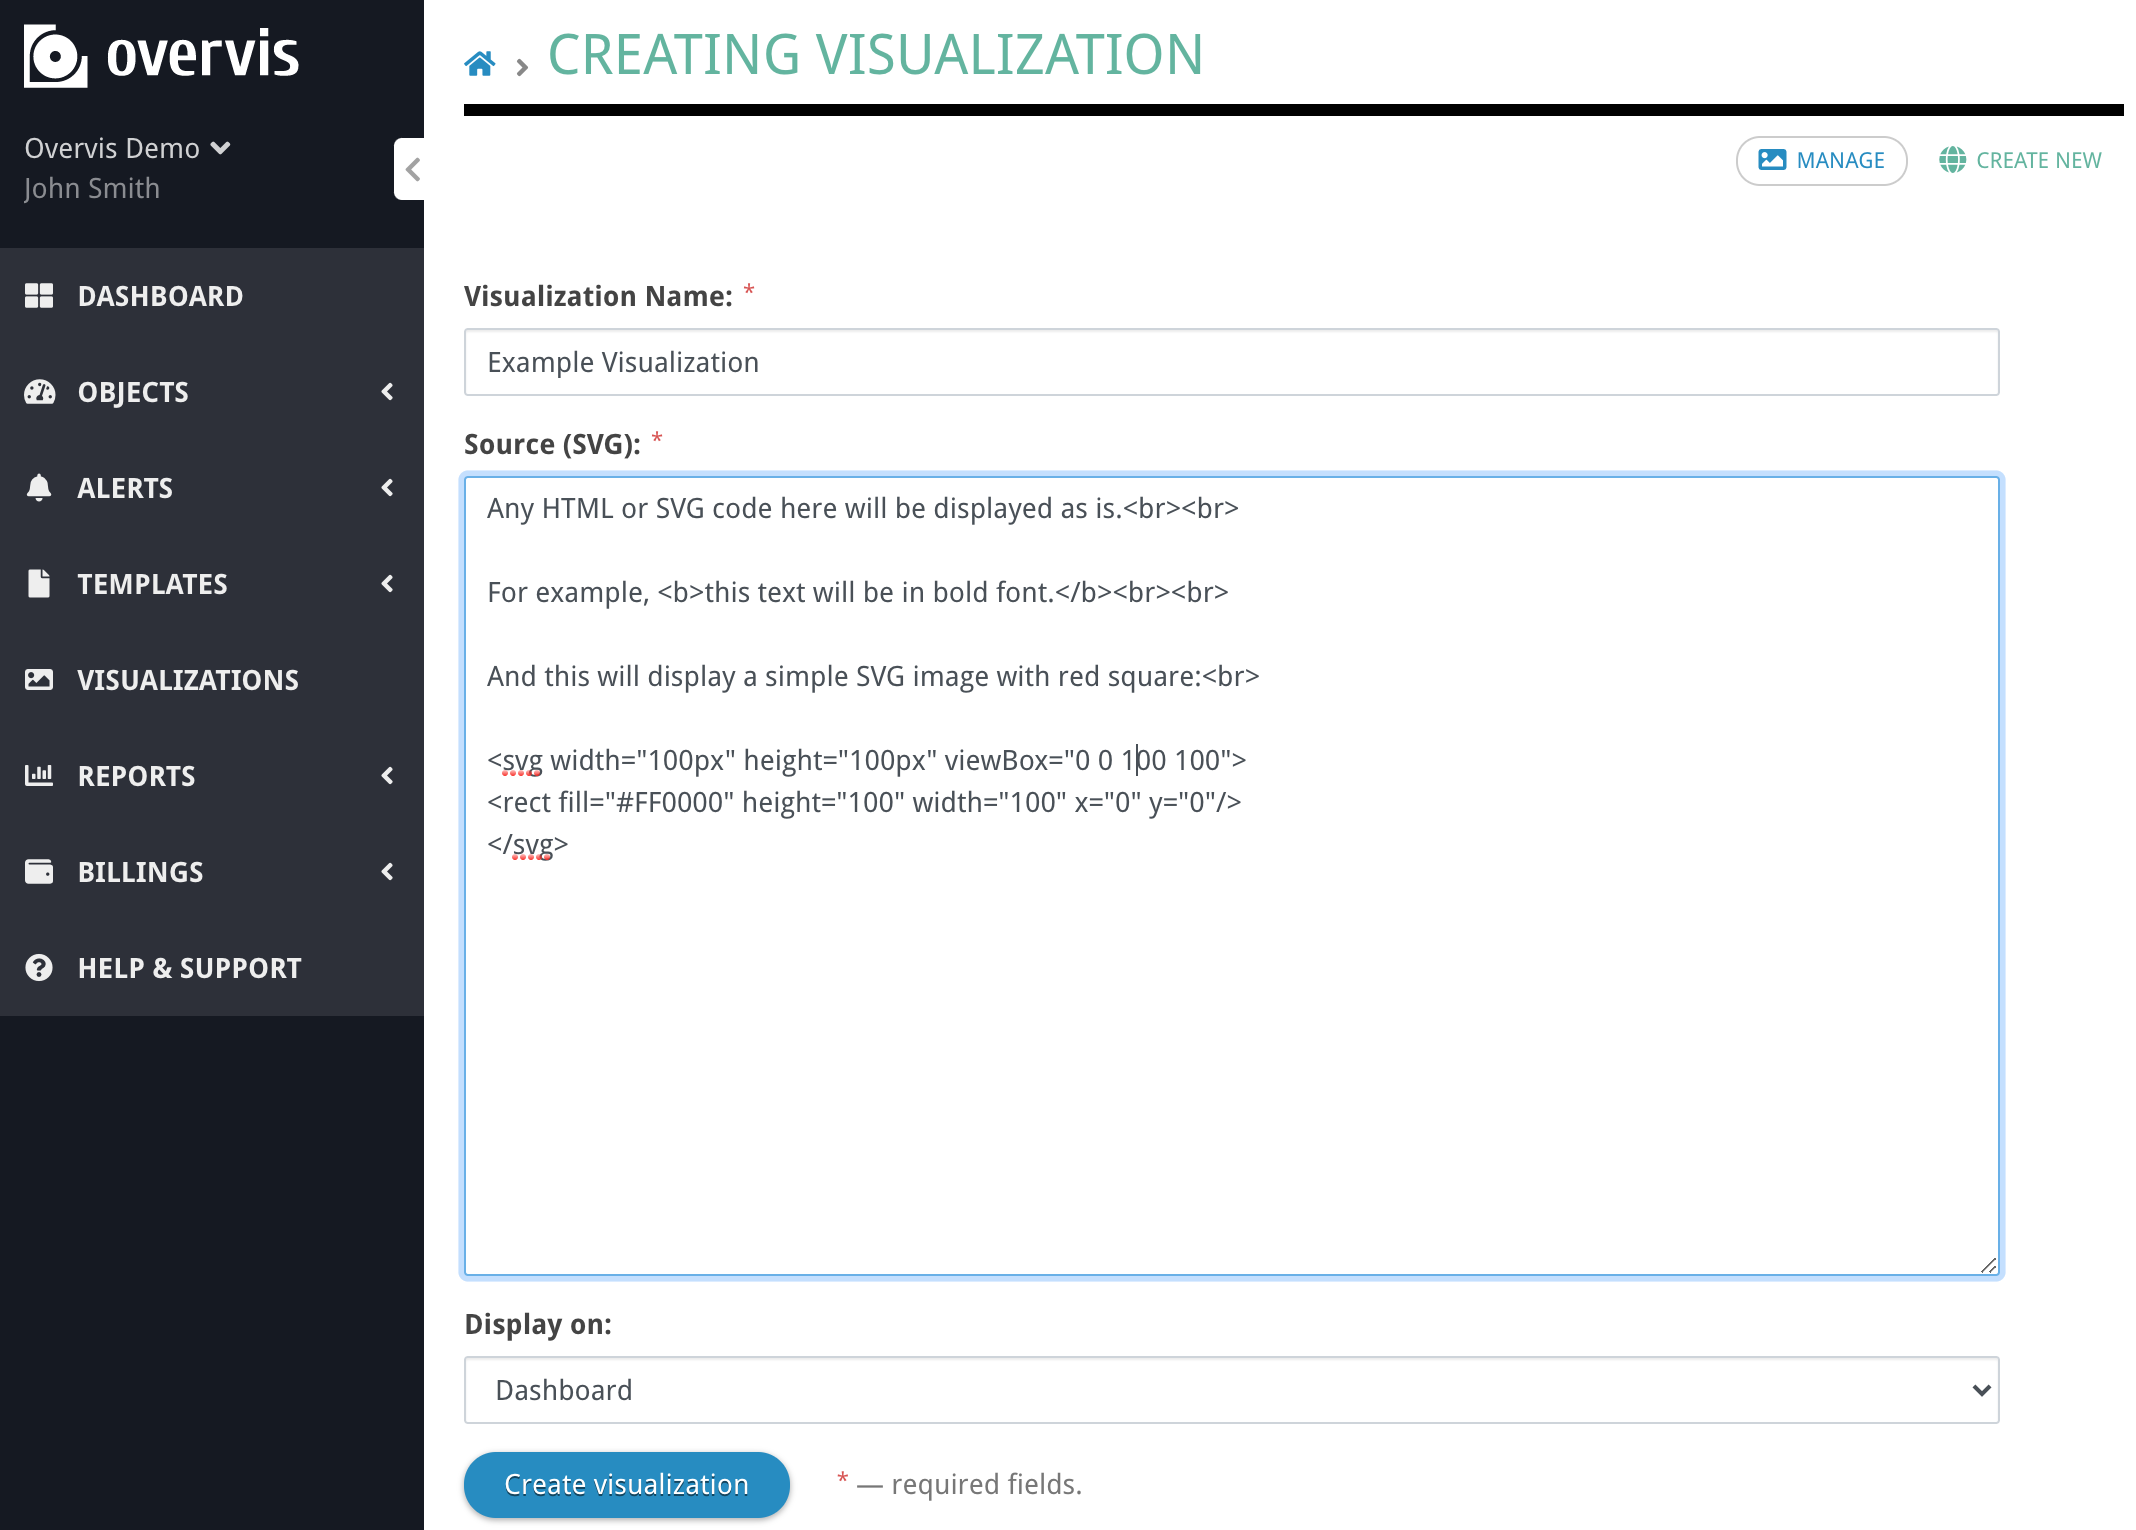 overvis
Overvis Demo
John Smith
DASHBOARD
OBJECTS
ALERTS
TEMPLATES
VISUALIZATIONS
REPORTS
BILLINGS
HELP & SUPPORT
CREATING VISUALIZATION
MANAGE
CREATE NEW
Visualization Name: *
Example Visualization
Source (SVG): *
Any HTML or SVG code here will be displayed as is.<br><br>
For example, <b>this text will be in bold font.</b><br><br>
And this will display a simple SVG image with red square:<br>
<svg width="100px" height="100px" viewBox="0 0 100 100">
<rect fill="#FF0000" height="100" width="100" x="0" y="0"/>
</svg>
Display on:
Dashboard
Create visualization
* — required fields.